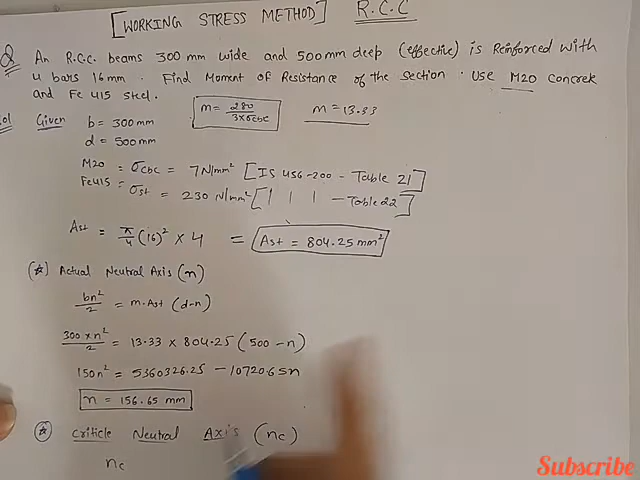 [WORKING STRESS METHOD] R.C.C
Q An R.C.C. beams 300 mm wide and 500 mm deep (effective) is Reinforced with
4 bars 16 mm. Find Moment of Resistance of the section. Use M20 Concrek
and Fe 415 Steel.
Sol Given b = 300 mm m = 280/3×σcbc m = 13.33
d = 500 mm
M20 = σcbc = 7 N/mm² [IS 456-200 - Table 21]
Fe415 = σst = 230 N/mm² [ | | | - Table 22]
Ast = π/4 (16)² × 4 = Ast = 804.25 mm²
(*) Actual Neutral Axis (n)
bn²/2 = m.Ast (d-n)
300 × n²/2 = 13.33 × 804.25 (500 - n)
150n² = 5360326.25 - 10720.65n
n = 156.65 mm
(*) Criticle Neutral Axis (nc)
nc
Subscribe